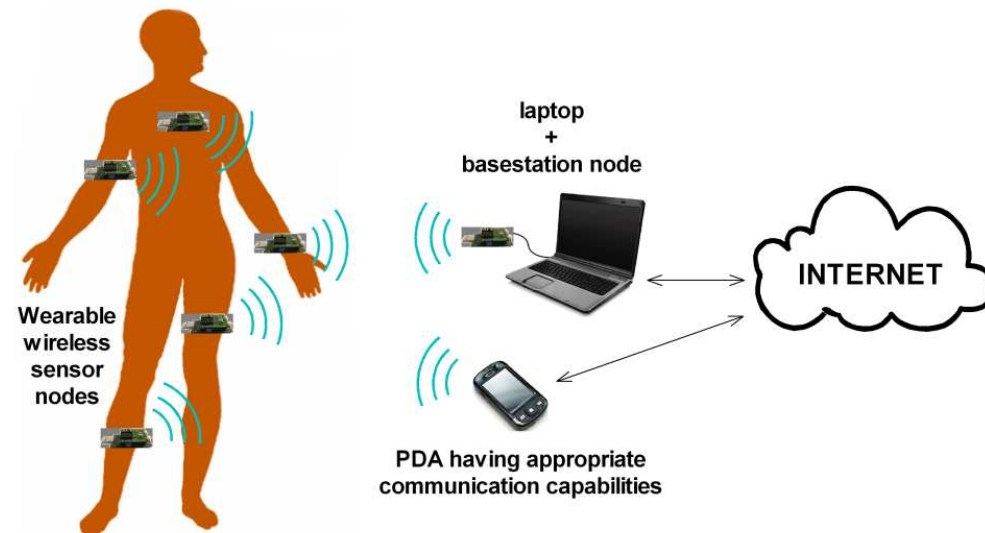 laptop
+
basestation node
INTERNET
Wearable
wireless
sensor
nodes
PDA having appropriate
communication capabilities